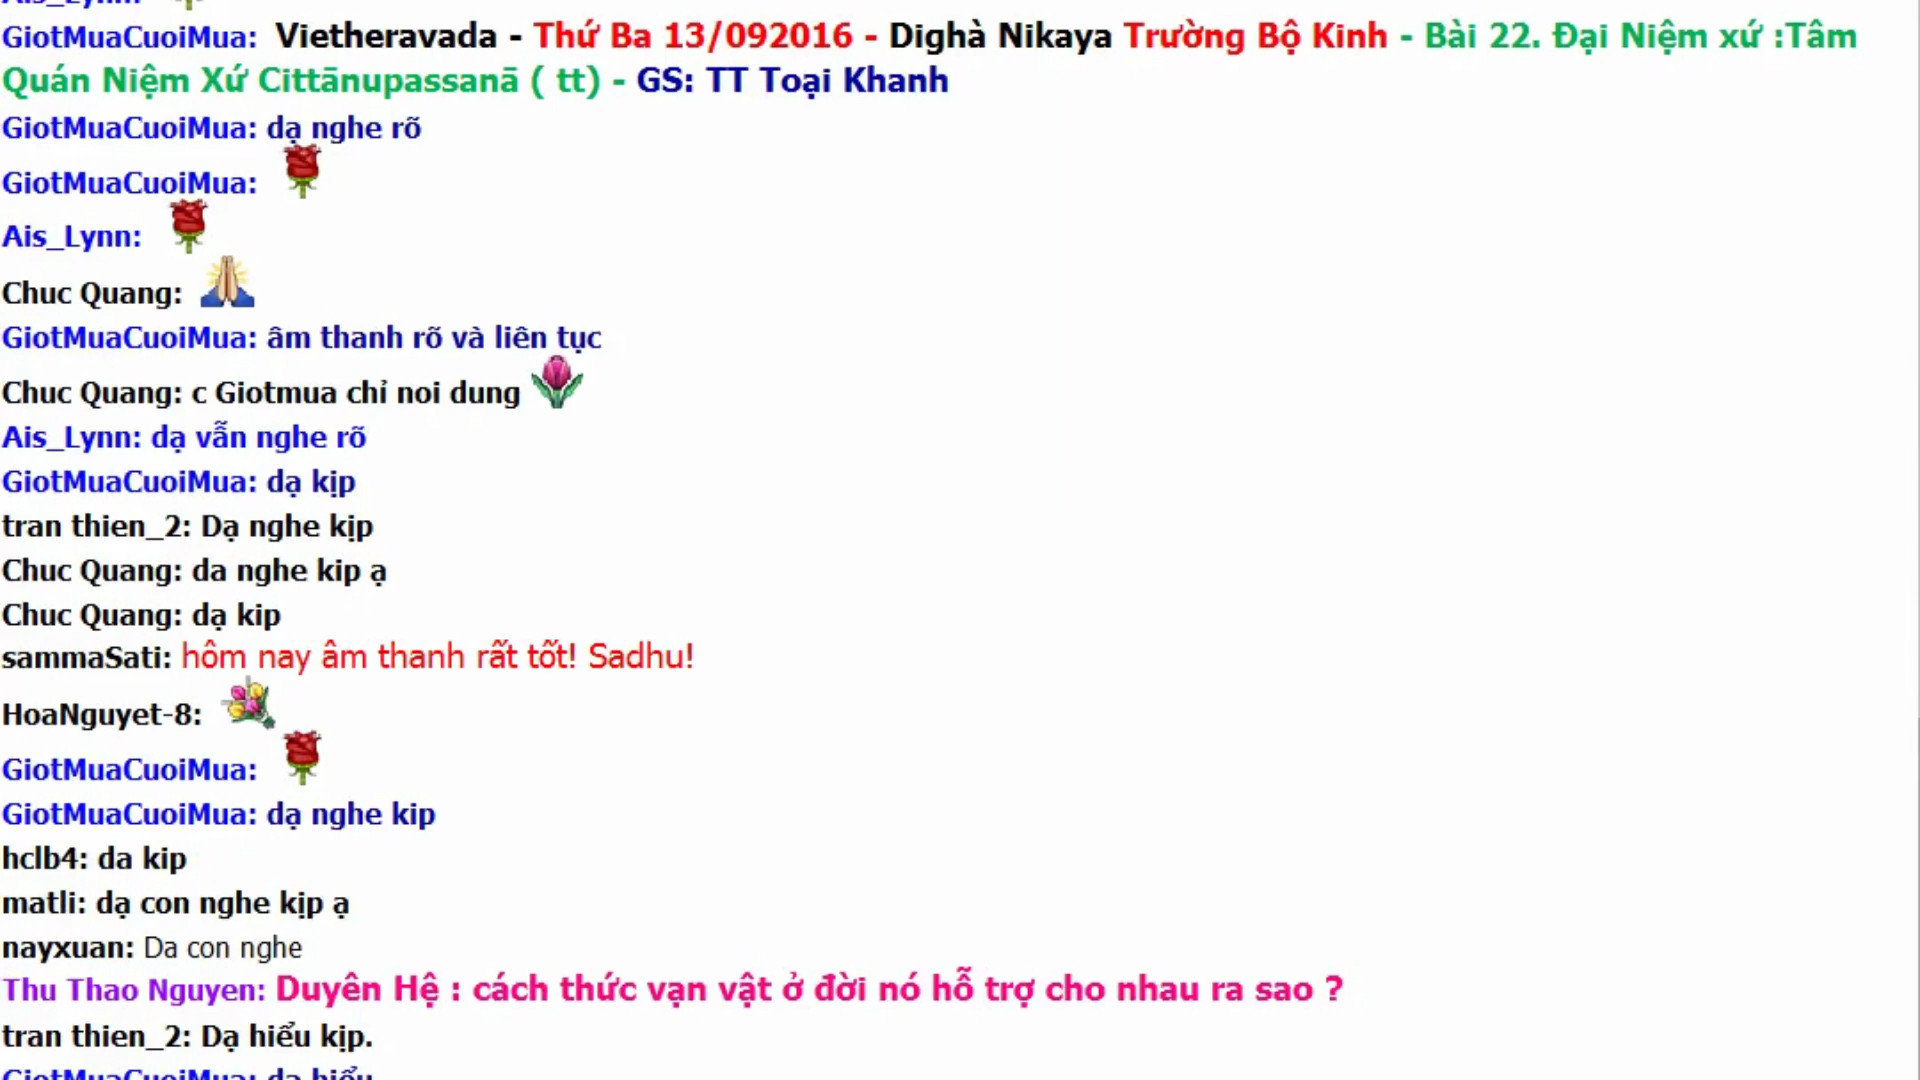 Ais_Lynn:
GiotMuaCuoiMua: Vietheravada - Thứ Ba 13/092016 - Dighà Nikaya Trường Bộ Kinh - Bài 22. Đại Niệm xứ :Tâm
Quán Niệm Xứ Cittānupassanā ( tt) - GS: TT Toại Khanh
GiotMuaCuoiMua: dạ nghe rõ
GiotMuaCuoiMua:
Ais_Lynn:
Chuc Quang:
GiotMuaCuoiMua: âm thanh rõ và liên tục
Chuc Quang: c Giotmua chỉ noi dung
Ais_Lynn: dạ vẫn nghe rõ
GiotMuaCuoiMua: dạ kịp
tran thien_2: Dạ nghe kịp
Chuc Quang: da nghe kip ạ
Chuc Quang: dạ kip
sammaSati: hôm nay âm thanh rất tốt! Sadhu!
HoaNguyet-8:
GiotMuaCuoiMua:
GiotMuaCuoiMua: dạ nghe kip
hclb4: da kip
matli: dạ con nghe kịp ạ
nayxuan: Da con nghe
Thu Thao Nguyen: Duyên Hệ : cách thức vạn vật ở đời nó hỗ trợ cho nhau ra sao ?
tran thien_2: Dạ hiểu kịp.
GiotMuaCuoiMua: dạ hiểu